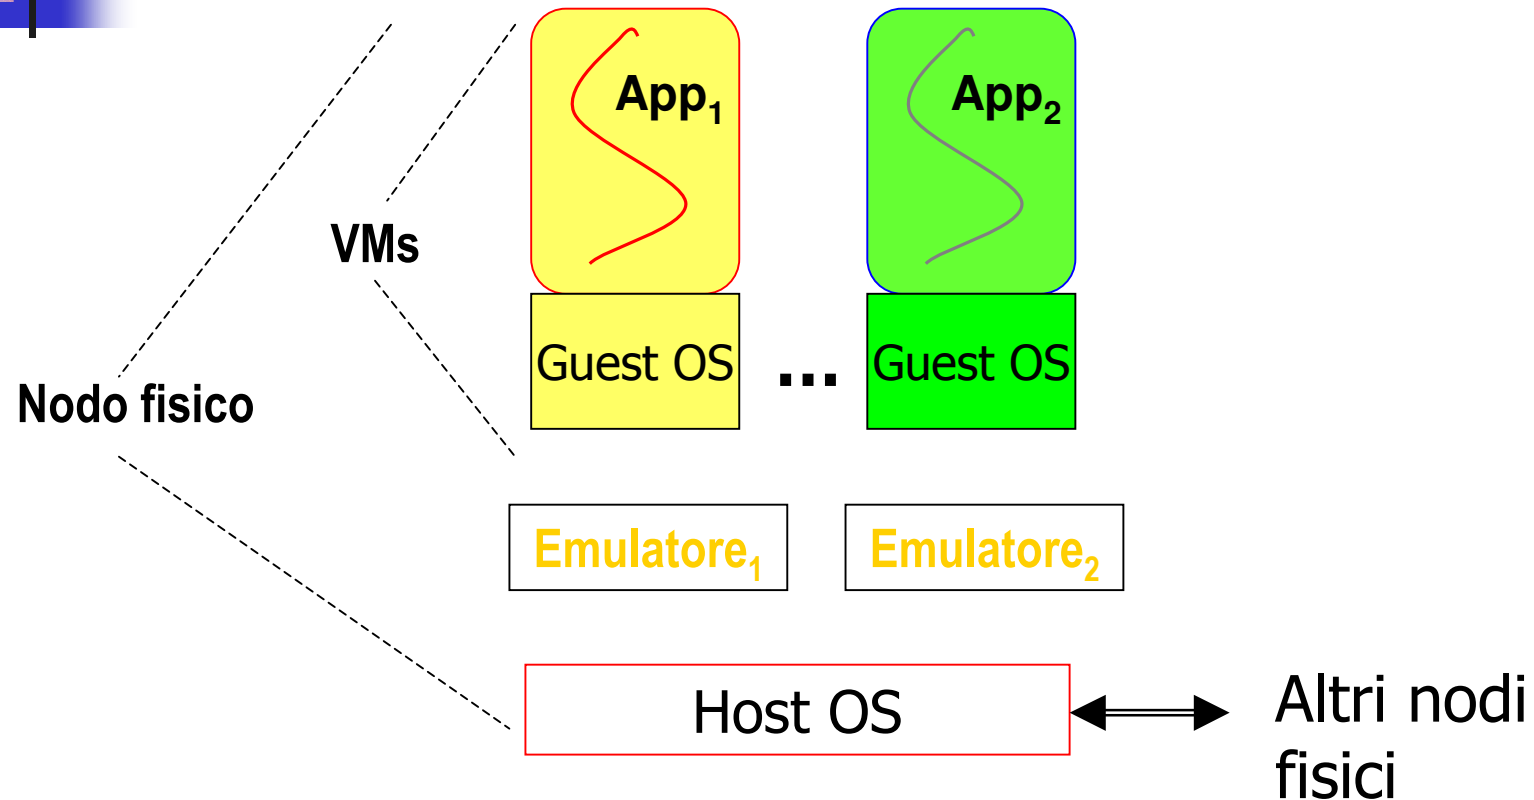 App1
App2
VMs
Guest OS
...
Guest OS
Nodo fisico
Emulatore1
Emulatore2
Host OS
Altri nodi
fisici